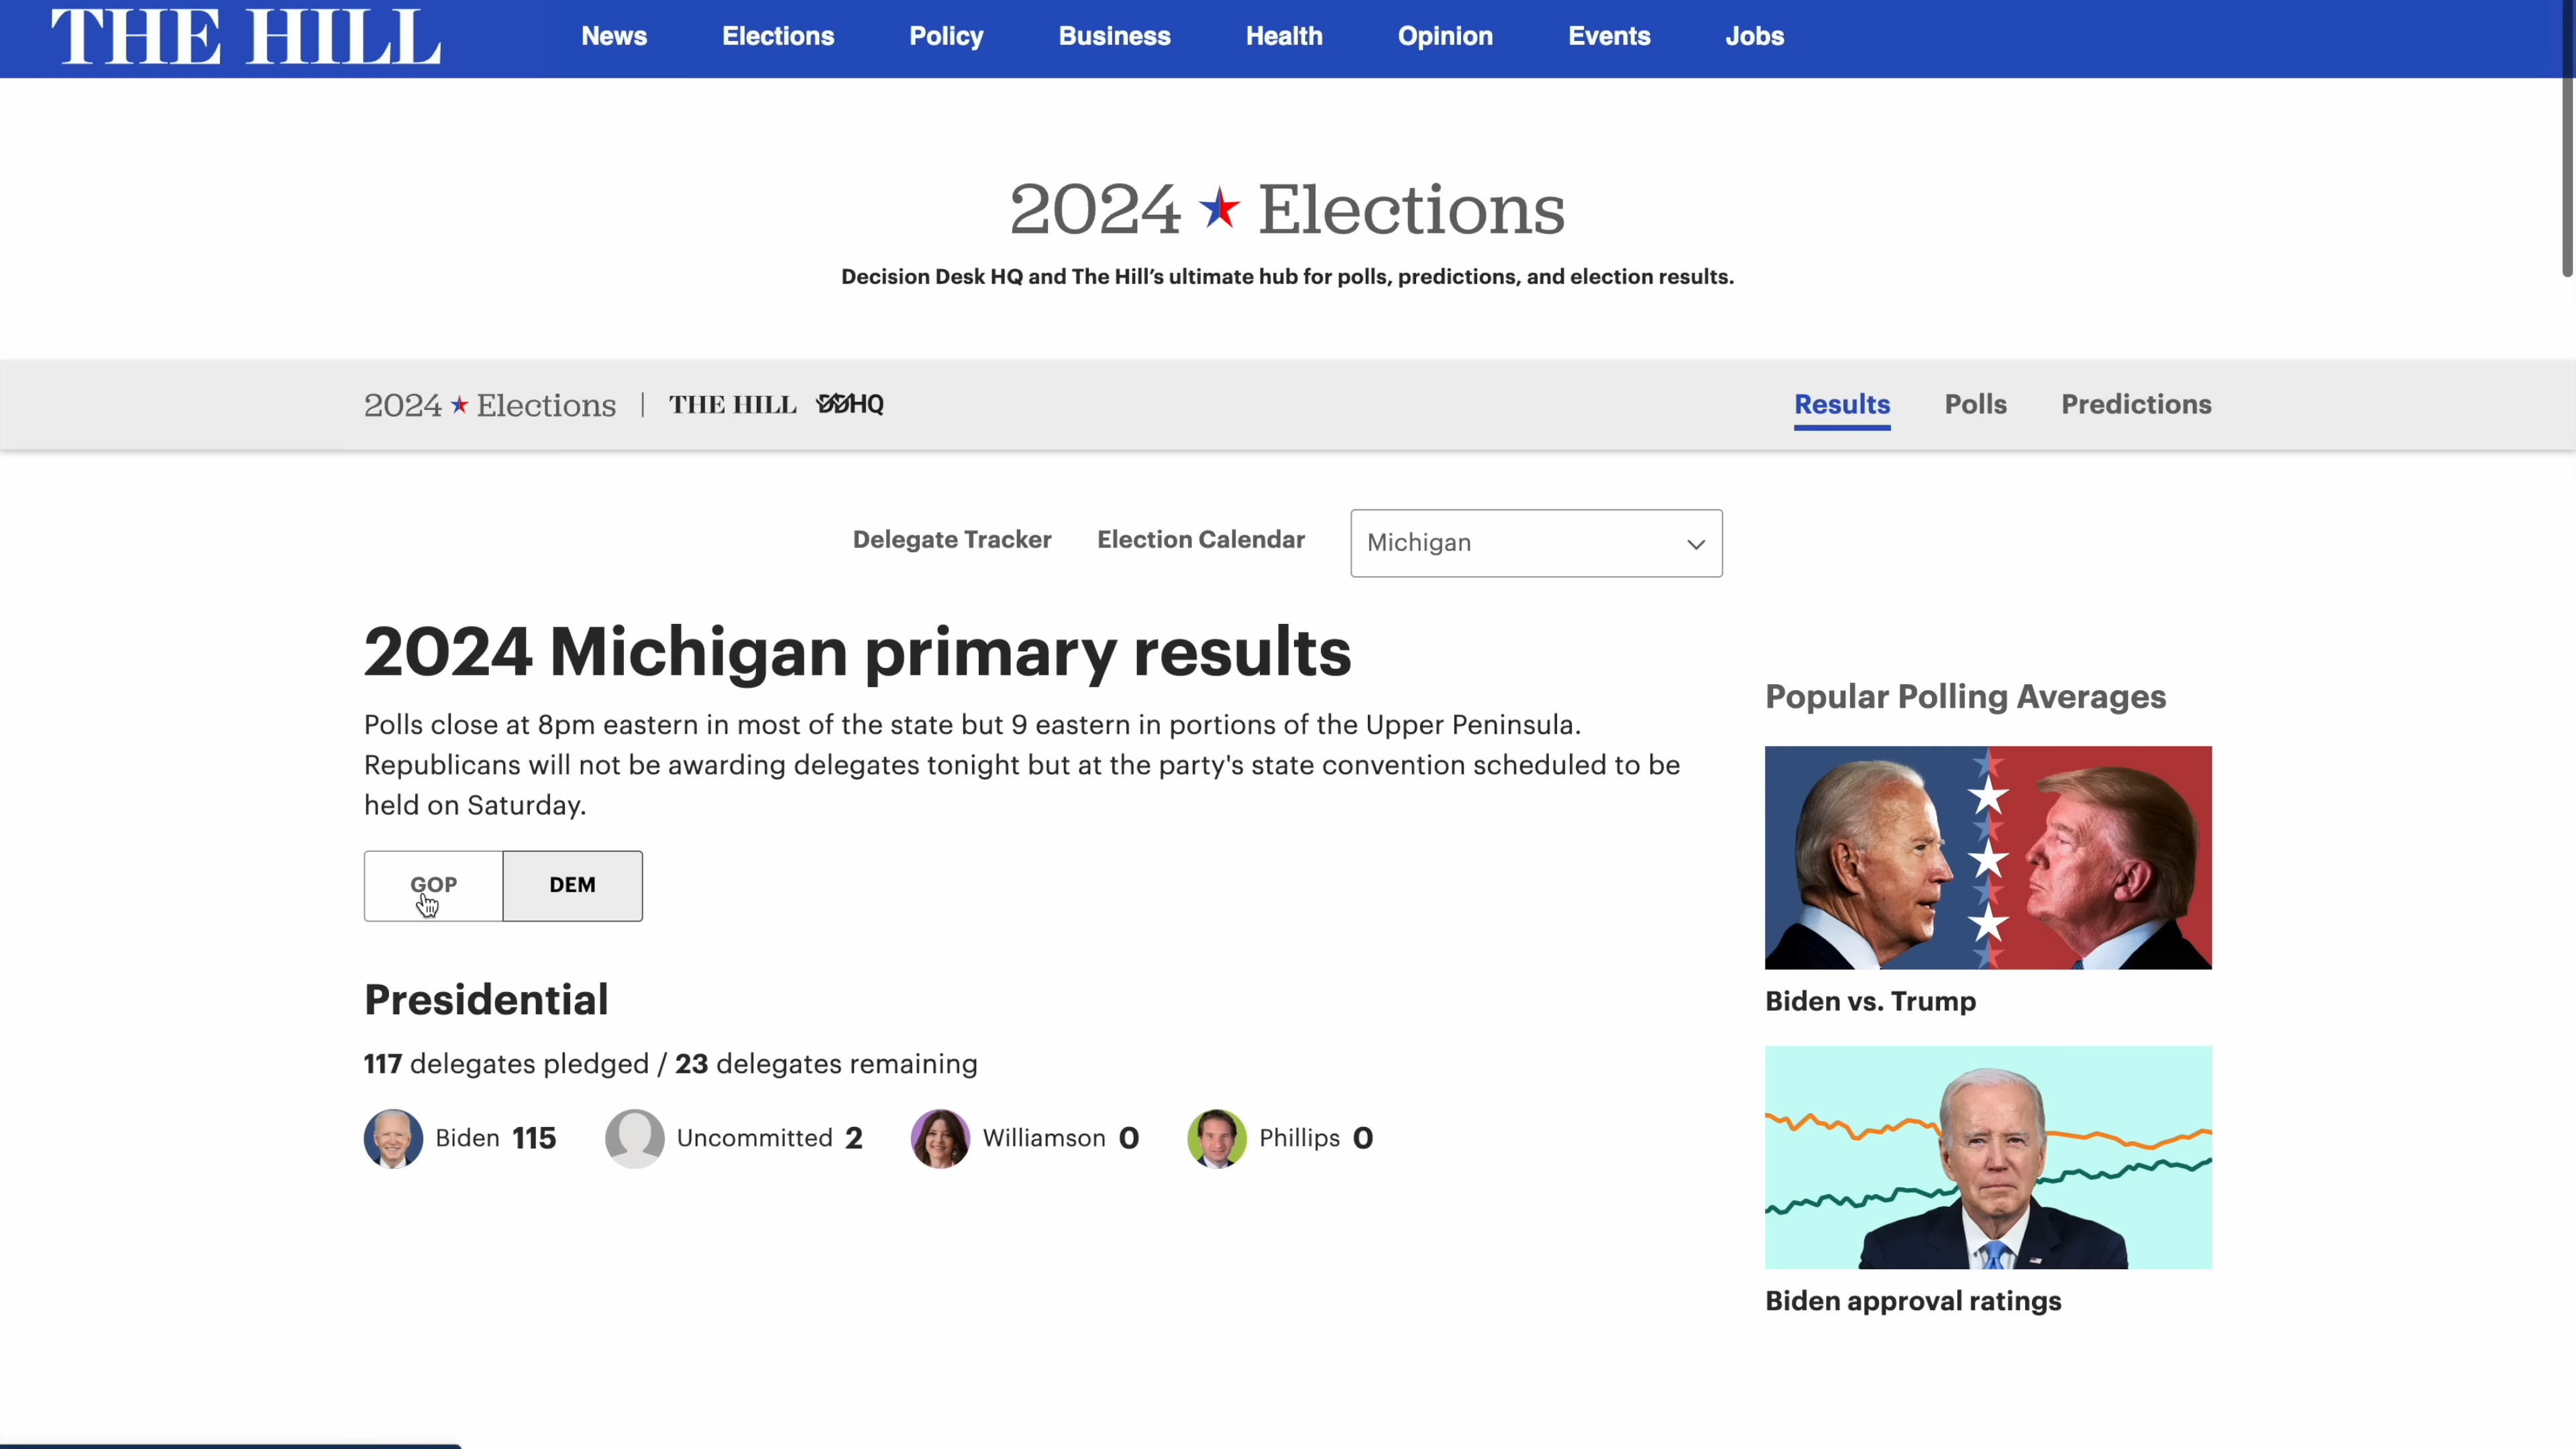 THE HILL
News Elections Policy Business Health Opinion Events Jobs
2024 Elections
Decision Desk HQ and The Hill’s ultimate hub for polls, predictions, and election results.
2024 Elections | THE HILL DDHQ
Results Polls Predictions
Delegate Tracker Election Calendar Michigan
2024 Michigan primary results
Polls close at 8pm eastern in most of the state but 9 eastern in portions of the Upper Peninsula.
Republicans will not be awarding delegates tonight but at the party's state convention scheduled to be
held on Saturday.
GOP DEM
Presidential
117 delegates pledged / 23 delegates remaining
Biden 115 Uncommitted 2 Williamson 0 Phillips 0
Popular Polling Averages
Biden vs. Trump
Biden approval ratings